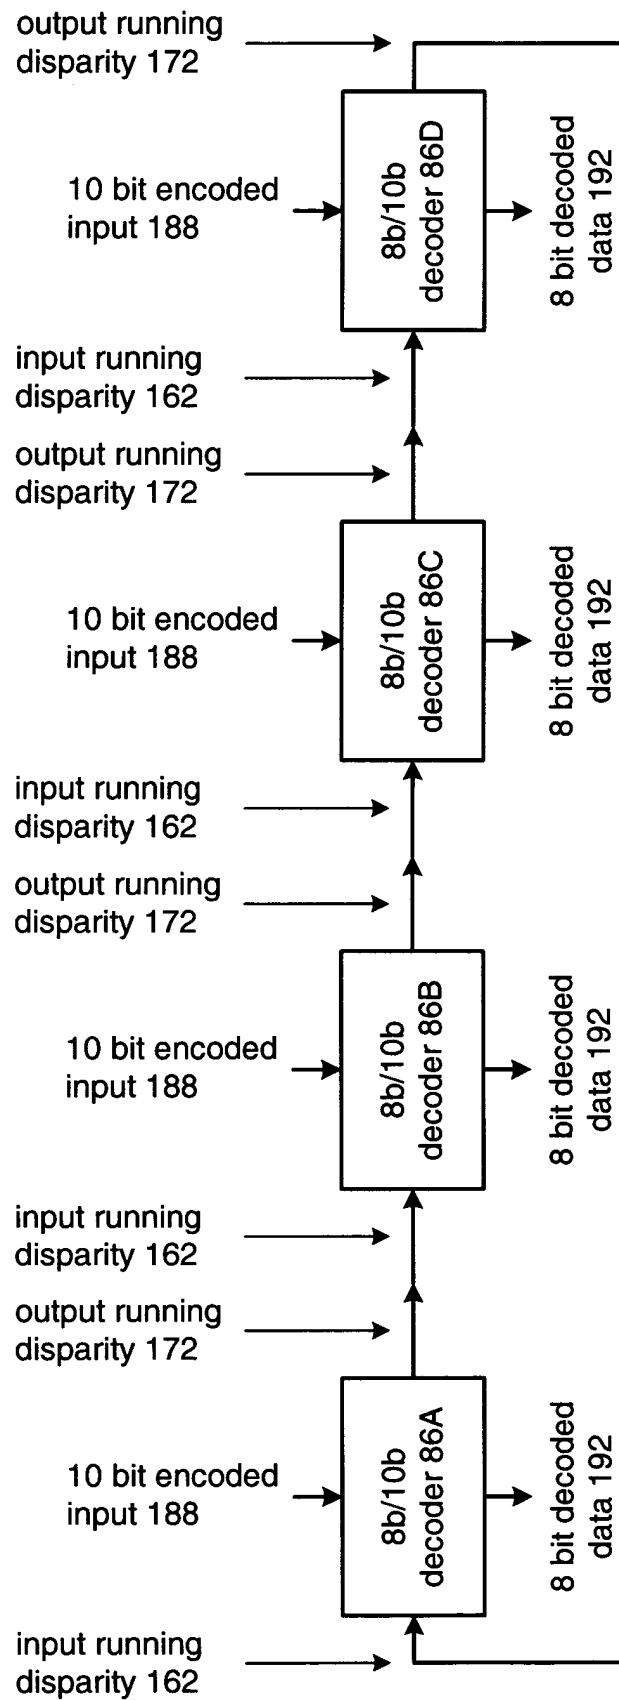 output running
disparity 172
10 bit encoded
input 188
8b/10b
decoder 86D
8 bit decoded
data 192
input running
disparity 162
output running
disparity 172
10 bit encoded
input 188
8b/10b
decoder 86C
8 bit decoded
data 192
input running
disparity 162
output running
disparity 172
10 bit encoded
input 188
8b/10b
decoder 86B
8 bit decoded
data 192
input running
disparity 162
output running
disparity 172
10 bit encoded
input 188
8b/10b
decoder 86A
8 bit decoded
data 192
input running
disparity 162